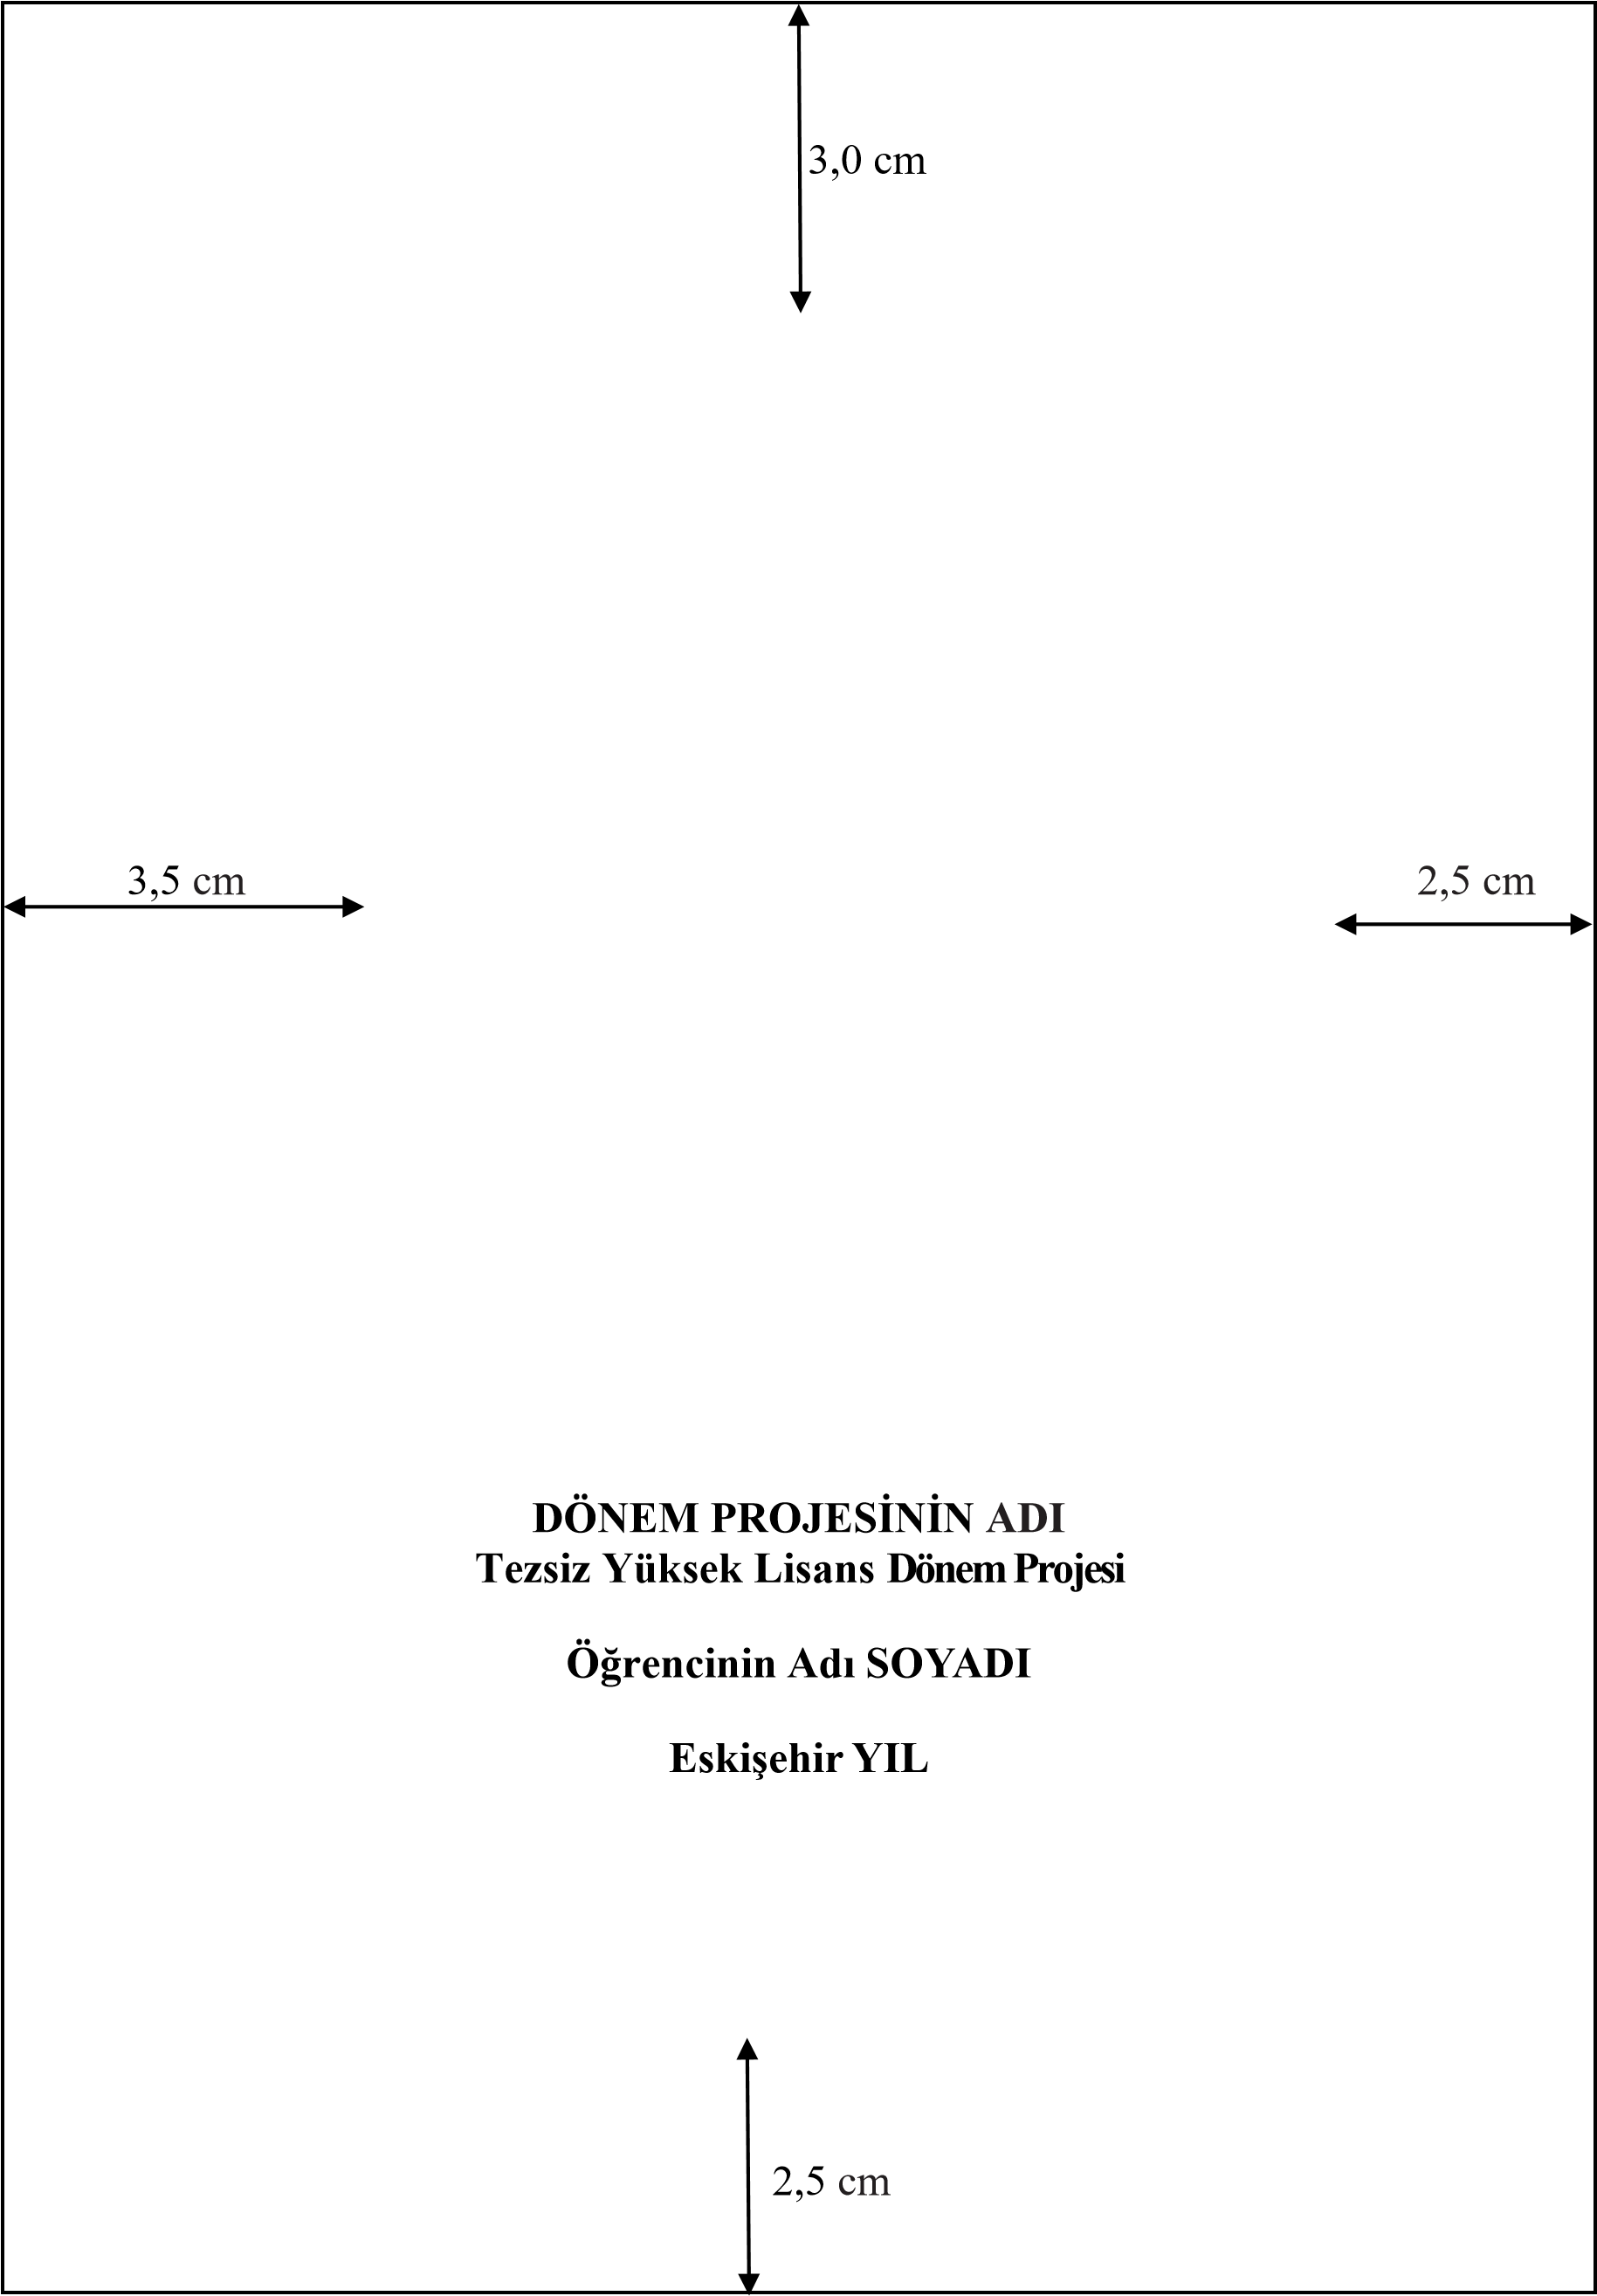 3,0 cm
3,5 cm
2,5 cm
DÖNEM PROJESİNİN ADI
Tezsiz Yüksek Lisans Dönem Projesi
Öğrencinin Adı SOYADI
Eskişehir YIL
2,5 cm